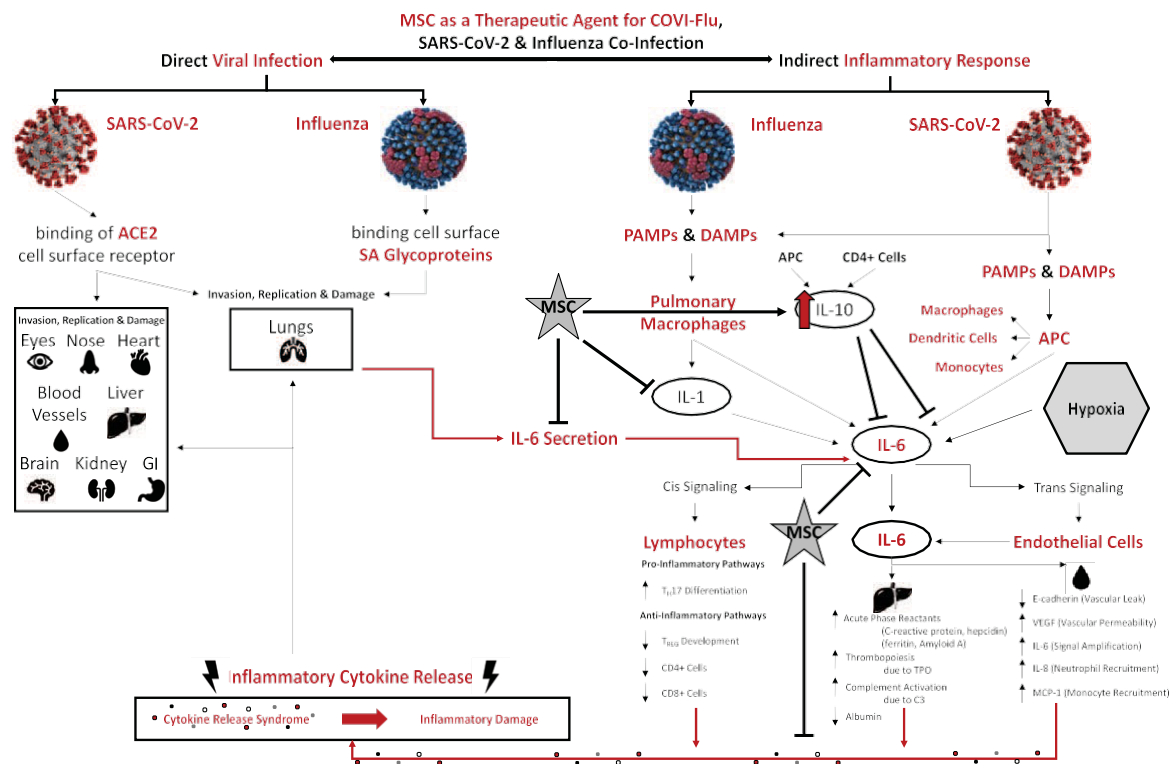 MSC as a Therapeutic Agent for COVI-Flu,
SARS-CoV-2 & Influenza Co-Infection
Direct Viral Infection
Indirect Inflammatory Response
SARS-CoV-2
Influenza
Influenza
SARS-CoV-2
binding of ACE2
cell surface receptor
binding cell surface
SA Glycoproteins
Invasion, Replication & Damage
Invasion, Replication & Damage
Eyes
Nose
Heart
Blood
Vessels
Liver
Brain
Kidney
GI
Lungs
PAMPs & DAMPs
APC
CD4+ Cells
PAMPs & DAMPs
MSC
Pulmonary
Macrophages
IL-10
Macrophages
Dendritic Cells
Monocytes
APC
IL-1
Hypoxia
IL-6 Secretion
IL-6
Cis Signaling
Trans Signaling
MSC
Lymphocytes
IL-6
Endothelial Cells
Pro-Inflammatory Pathways
TH17 Differentiation
Anti-Inflammatory Pathways
TREG Development
CD4+ Cells
CD8+ Cells
Acute Phase Reactants
(C-reactive protein, hepcidin)
(ferritin, Amyloid A)
Thrombopoiesis
due to TPO
Complement Activation
due to C3
Albumin
E-cadherin (Vascular Leak)
VEGF (Vascular Permeability)
IL-6 (Signal Amplification)
IL-8 (Neutrophil Recruitment)
MCP-1 (Monocyte Recruitment)
Inflammatory Cytokine Release
Cytokine Release Syndrome
Inflammatory Damage